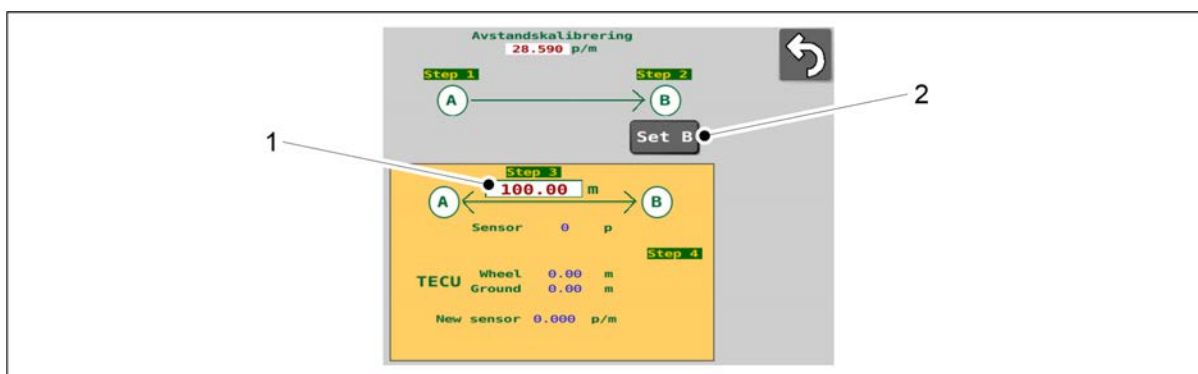 Avstandskalibrering
28.590 p/m
Step 1 Step 2
A B
Set B
2
1
Step 3
100.00 m
A B
Sensor 0 p
Step 4
TECU Wheel 0.00 m
Ground 0.00 m
New sensor 0.000 p/m